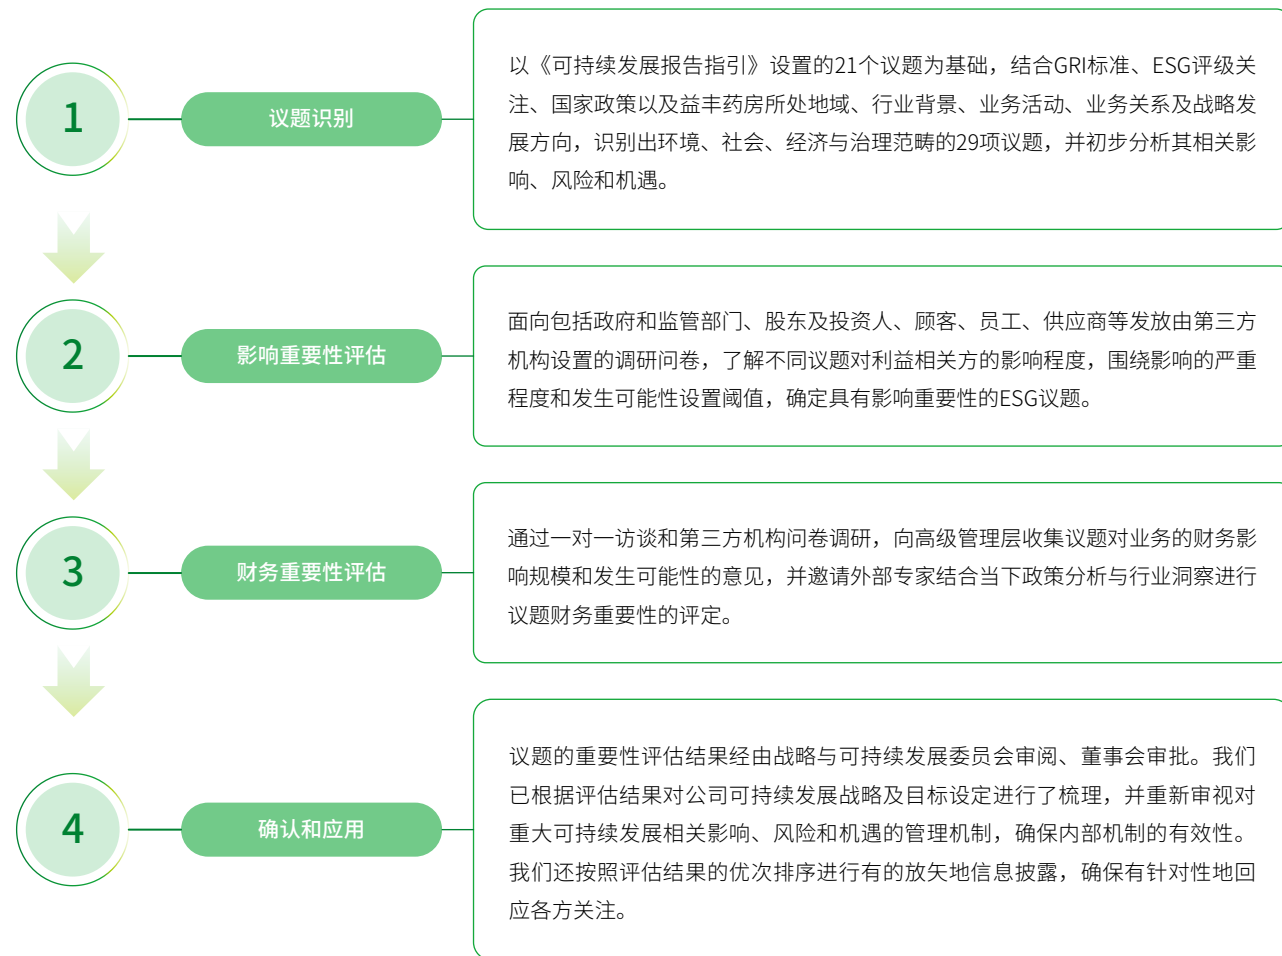 1
议题识别
以《可持续发展报告指引》设置的21个议题为基础，结合GRI标准、ESG评级关
注、国家政策以及益丰药房所处地域、行业背景、业务活动、业务关系及战略发
展方向，识别出环境、社会、经济与治理范畴的29项议题，并初步分析其相关影
响、风险和机遇。
2
影响重要性评估
面向包括政府和监管部门、股东及投资人、顾客、员工、供应商等发放由第三方
机构设置的调研问卷，了解不同议题对利益相关方的影响程度，围绕影响的严重
程度和发生可能性设置阈值，确定具有影响重要性的ESG议题。
3
财务重要性评估
通过一对一访谈和第三方机构问卷调研，向高级管理层收集议题对业务的财务影
响规模和发生可能性的意见，并邀请外部专家结合当下政策分析与行业洞察进行
议题财务重要性的评定。
4
确认和应用
议题的重要性评估结果经由战略与可持续发展委员会审阅、董事会审批。我们
已根据评估结果对公司可持续发展战略及目标设定进行了梳理，并重新审视对
重大可持续发展相关影响、风险和机遇的管理机制，确保内部机制的有效性。
我们还按照评估结果的优次排序进行有的放矢地信息披露，确保有针对性地回
应各方关注。